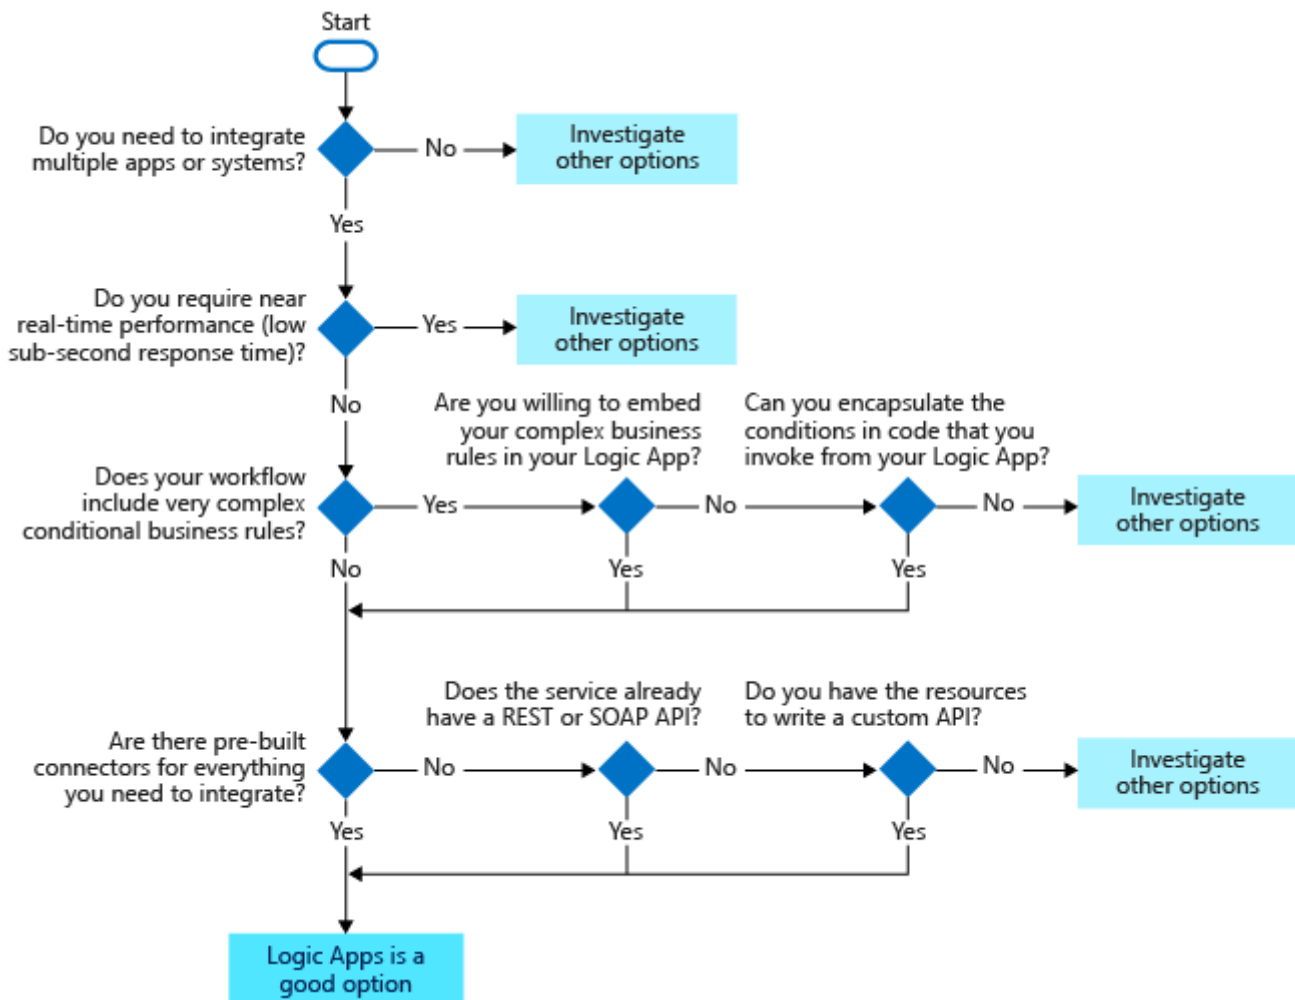 Start
Do you need to integrate
multiple apps or systems?
No
Investigate
other options
Yes
Do you require near
real-time performance (low
sub-second response time)?
Yes
Investigate
other options
No
Are you willing to embed
your complex business
rules in your Logic App?
Can you encapsulate the
conditions in code that you
invoke from your Logic App?
Does your workflow
include very complex
conditional business rules?
Yes
No
No
Investigate
other options
No
Yes
Yes
Does the service already
have a REST or SOAP API?
Do you have the resources
to write a custom API?
Are there pre-built
connectors for everything
you need to integrate?
No
No
No
Investigate
other options
Yes
Yes
Yes
Logic Apps is a
good option